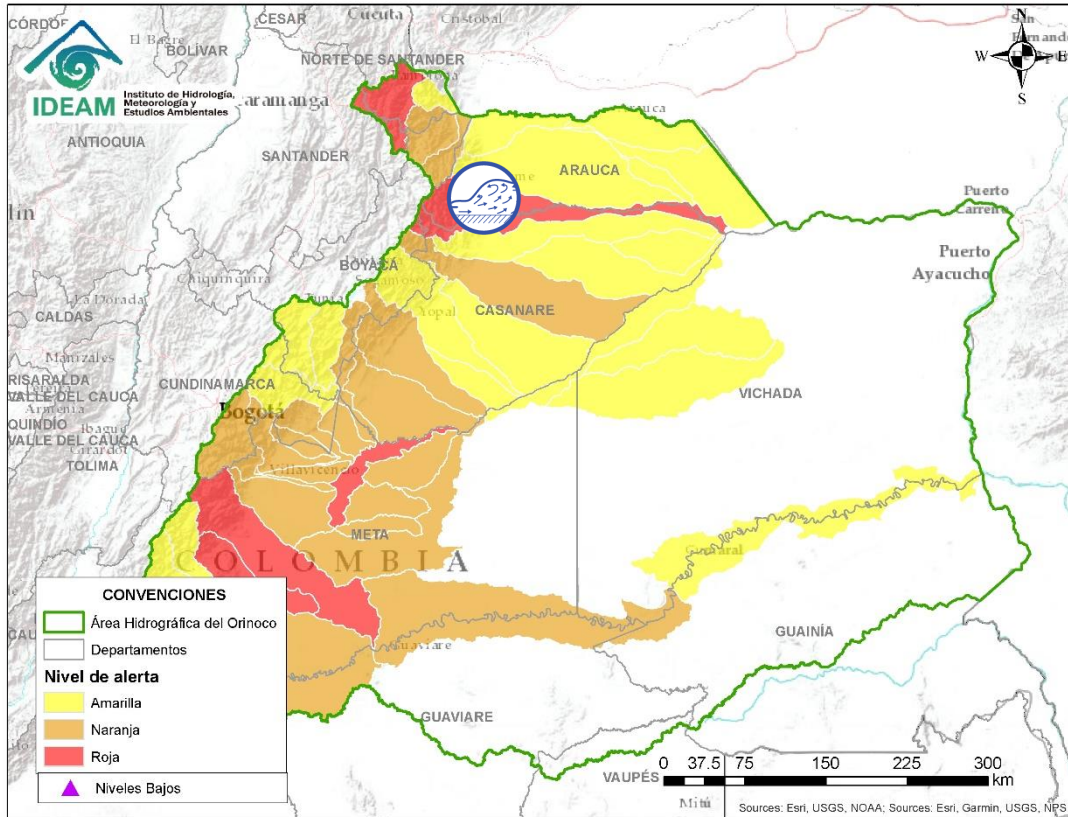 IDEAM
Instituto de Hidrología,
Meteorología y
Estudios Ambientales
N
W
E
S
CESAR
Cucuta
Cristobal
El Bagre
BOLÍVAR
NORTE DE SANTANDER
ANTIOQUIA
SANTANDER
ARAUCA
Puerto
Carreño
Puerto
Ayacucho
BOYACÁ
Chiquinquira
La Dorada
CALDAS
Tunja
Yopal
CASANARE
Manizales
RISARALDA
CUNDINAMARCA
VICHADA
VALLE DEL CAUCA
Armenia
Bogotá
QUINDÍO
Ibague
VALLE DEL CAUCA
Girardot
TOLIMA
Villavicencio
META
COLOMBIA
GUAINÍA
GUAVIARE
VAUPÉS
Mitú
CONVENCIONES
Área Hidrográfica del Orinoco
Departamentos
Nivel de alerta
Amarilla
Naranja
Roja
Niveles Bajos
0 37.5 75 150 225 300
km
Sources: Esri, USGS, NOAA; Sources: Esri, Garmin, USGS, NPS